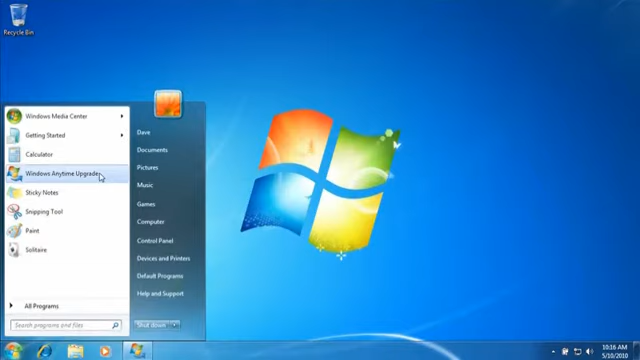 Recycle Bin
Windows Media Center
Getting Started
Calculator
Windows Anytime Upgrade
Sticky Notes
Snipping Tool
Paint
Solitaire
All Programs
Search programs and files
Dave
Documents
Pictures
Music
Games
Computer
Control Panel
Devices and Printers
Default Programs
Help and Support
Shut down
10:16 AM
5/10/2010